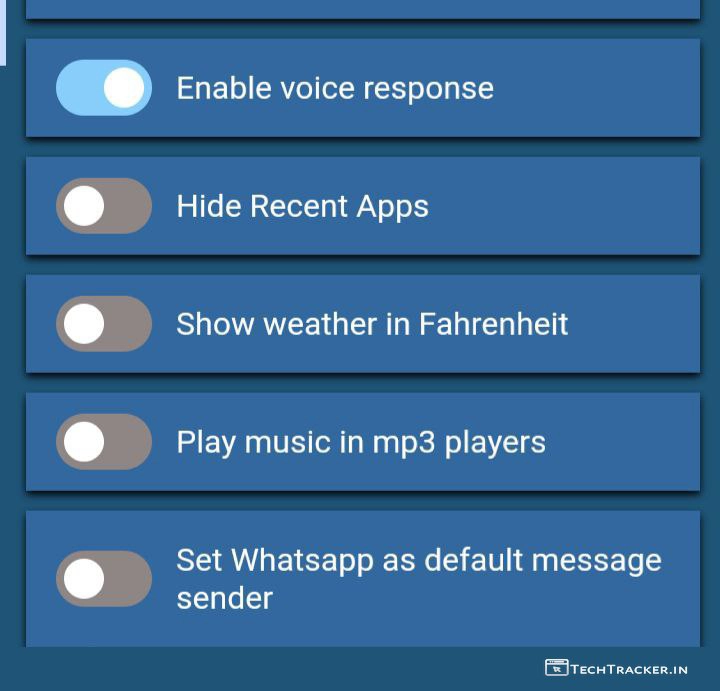 Enable voice response
Hide Recent Apps
Show weather in Fahrenheit
Play music in mp3 players
Set Whatsapp as default message
sender
TECHTRACKER.IN